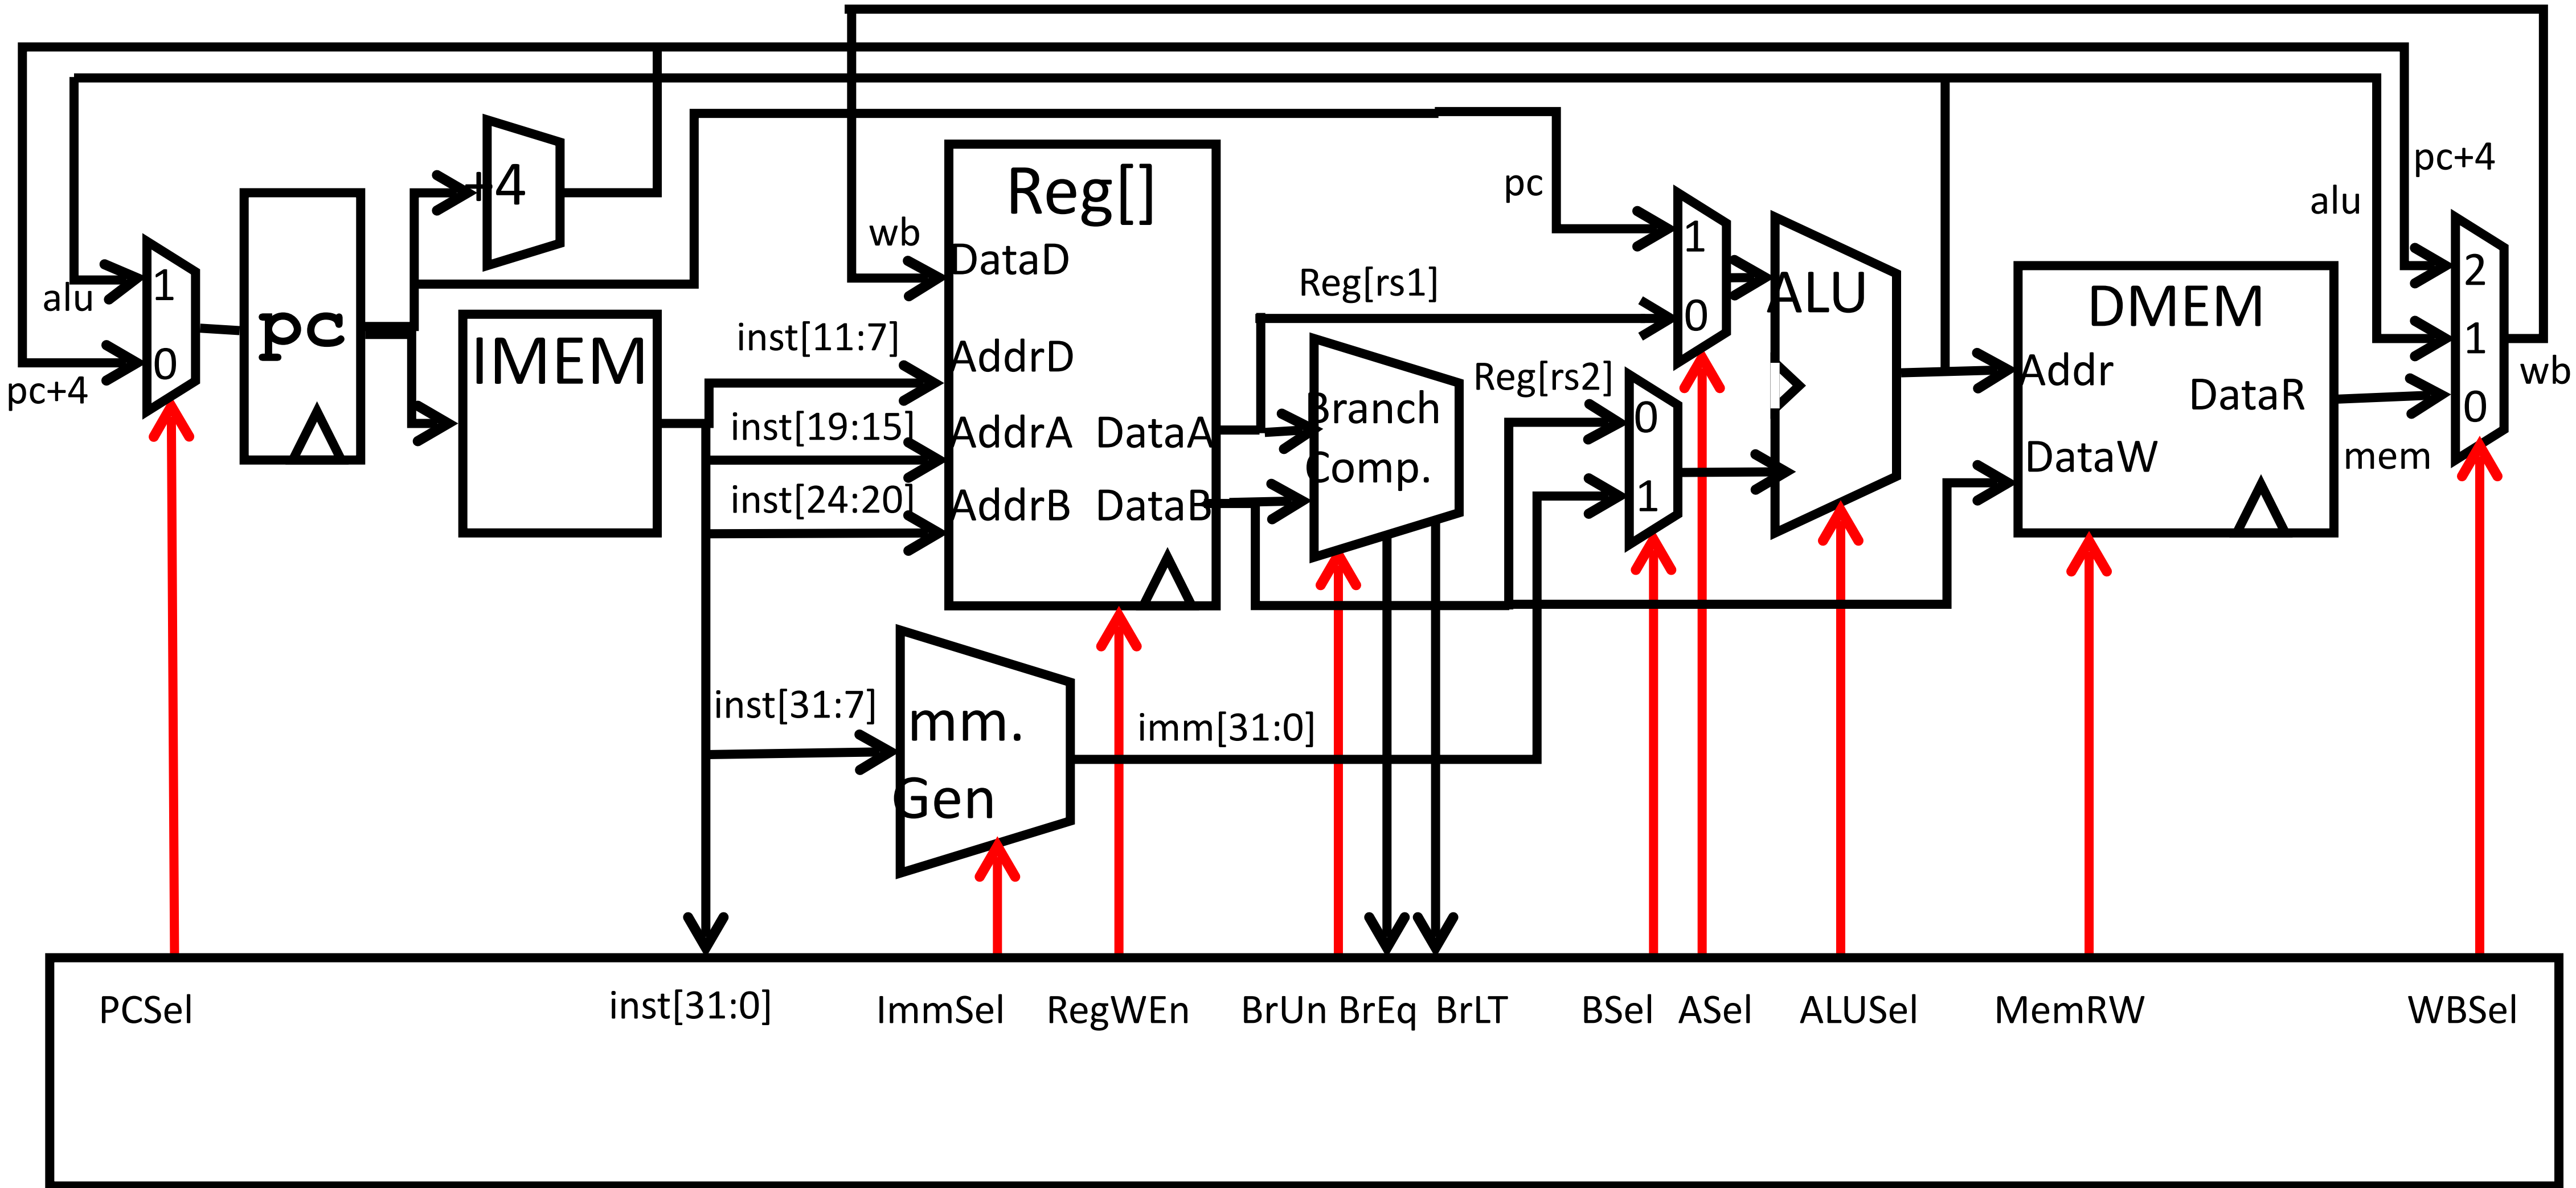 pc+4
alu
pc
+4
Reg[]
wb
DataD
1
alu
0
pc+4
pc
IMEM
inst[11:7]
AddrD
inst[19:15]
AddrA
DataA
inst[24:20]
AddrB
DataB
Reg[rs1]
1
0
ALU
Reg[rs2]
Branch
Comp.
0
1
DMEM
Addr
DataR
DataW
mem
2
1
0
wb
inst[31:7]
mm.
Gen
imm[31:0]
PCSel
inst[31:0]
ImmSel
RegWEn
BrUn
BrEq
BrLT
BSel
ASel
ALUSel
MemRW
WBSel